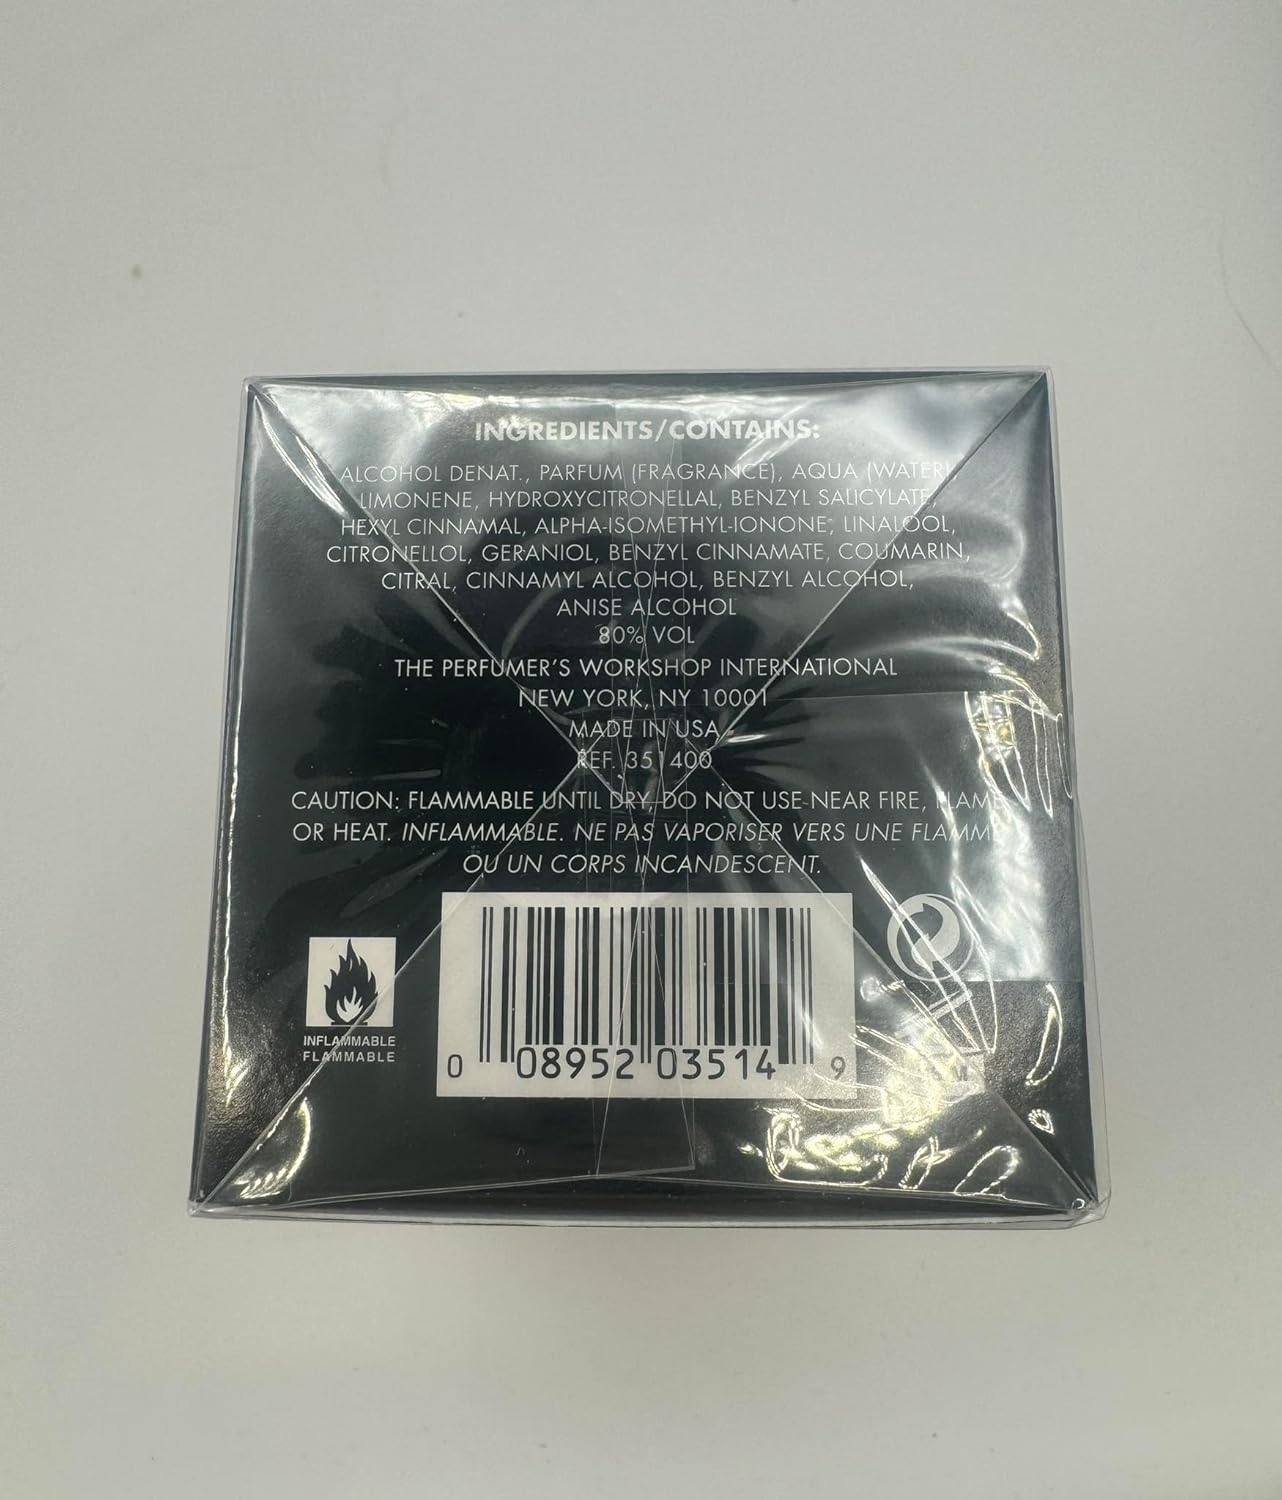 INGREDIENTS/CONTAINS:
ALCOHOL DENAT., PARFUM (FRAGRANCE), AQUA (WATER)
LIMONENE, HYDROXYCITRONELLAL, BENZYL SALICYLATE,
HEXYL CINNAMAL, ALPHA-ISOMETHYL-IONONE, LINALOOL,
CITRONELLOL, GERANIOL, BENZYL CINNAMATE, COUMARIN,
CITRAL, CINNAMYL ALCOHOL, BENZYL ALCOHOL,
ANISE ALCOHOL
80% VOL
THE PERFUMER'S WORKSHOP INTERNATIONAL
NEW YORK, NY 10001
MADE IN USA
REF. 351400
CAUTION: FLAMMABLE UNTIL DRY, DO NOT USE NEAR FIRE, FLAME
OR HEAT. INFLAMMABLE. NE PAS VAPORISER VERS UNE FLAMME
OU UN CORPS INCANDESCENT.
INFLAMMABLE
FLAMMABLE
0 08952 03514 9